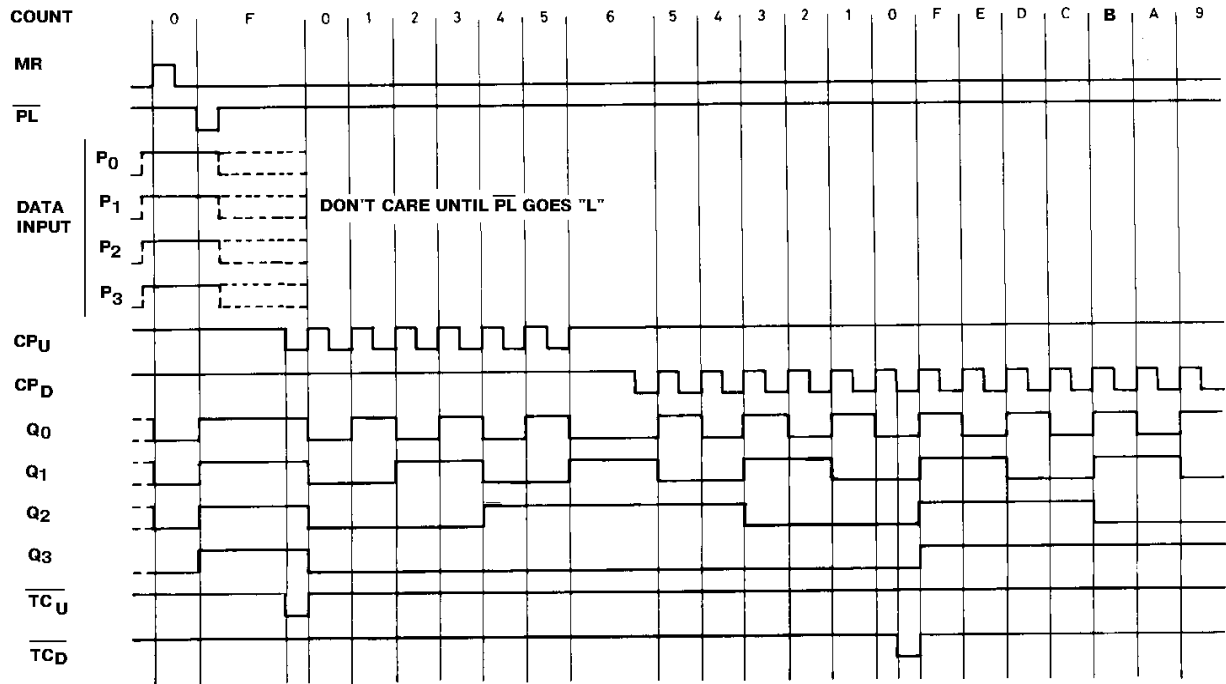 COUNT 0 F 0 1 2 3 4 5 6 5 4 3 2 1 0 F E D C B A 9
MR
PL
DATA INPUT
P0
P1
DON'T CARE UNTIL PL GOES "L"
P2
P3
CPU
CPD
Q0
Q1
Q2
Q3
TCU
TCD